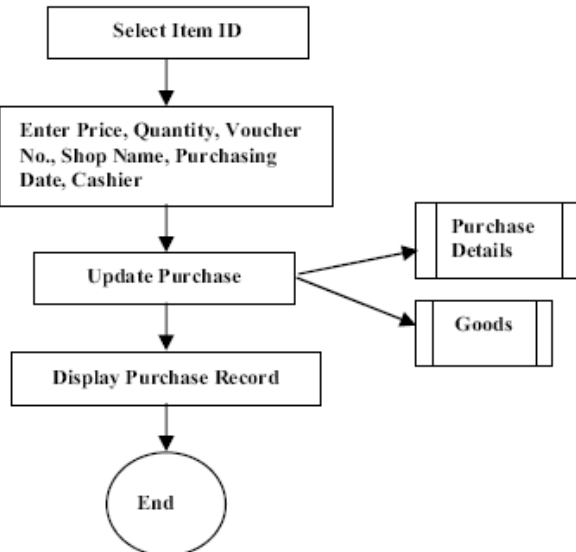 Select Item ID
Enter Price, Quantity, Voucher
No., Shop Name, Purchasing
Date, Cashier
Update Purchase
Purchase
Details
Goods
Display Purchase Record
End